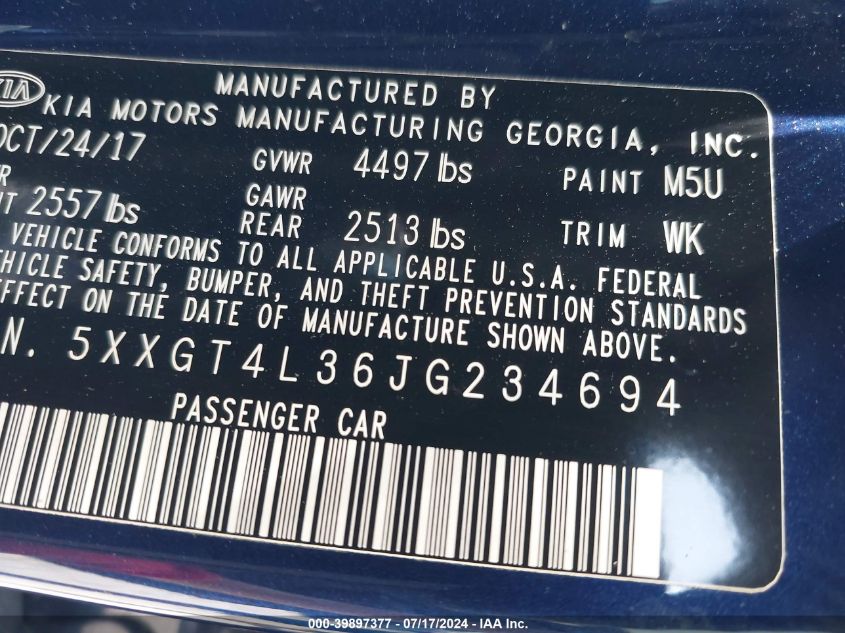 KIA
MANUFACTURED BY
KIA MOTORS MANUFACTURING GEORGIA, INC.
OCT/24/17 GVWR 4497 lbs PAINT M5U
2557 lbs GAWR REAR 2513 lbs TRIM WK
VEHICLE CONFORMS TO ALL APPLICABLE U.S.A. FEDERAL
VEHICLE SAFETY, BUMPER, AND THEFT PREVENTION STANDARDS
EFFECT ON THE DATE OF MANUFACTURE SHOWN ABOVE.
N. 5XXGT4L36JG234694
PASSENGER CAR
000-39897377 - 07/17/2024 - IAA Inc.